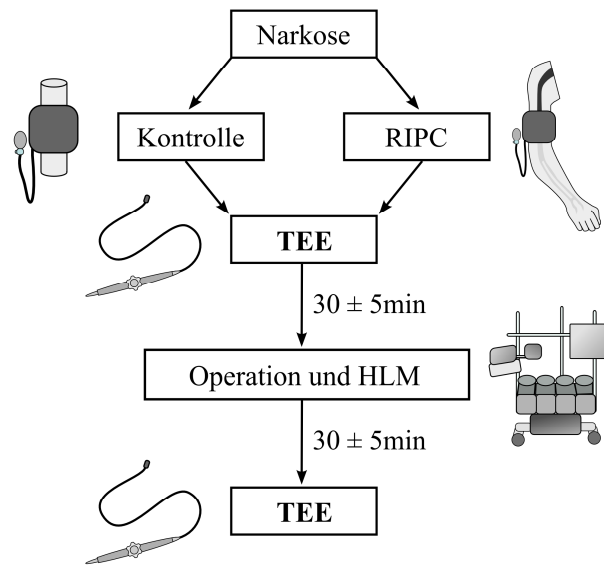 Narkose
Kontrolle
RIPC
TEE
30 ± 5min
Operation und HLM
30 ± 5min
TEE